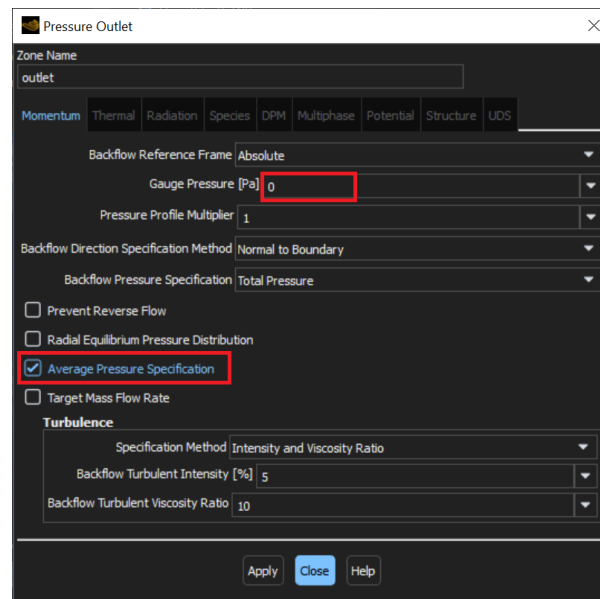 Pressure Outlet
Zone Name
outlet
Momentum Thermal Radiation Species DPM Multiphase Potential Structure UDS
Backflow Reference Frame Absolute
Gauge Pressure [Pa] 0
Pressure Profile Multiplier 1
Backflow Direction Specification Method Normal to Boundary
Backflow Pressure Specification Total Pressure
Prevent Reverse Flow
Radial Equilibrium Pressure Distribution
Average Pressure Specification
Target Mass Flow Rate
Turbulence
Specification Method Intensity and Viscosity Ratio
Backflow Turbulent Intensity [%] 5
Backflow Turbulent Viscosity Ratio 10
Apply Close Help